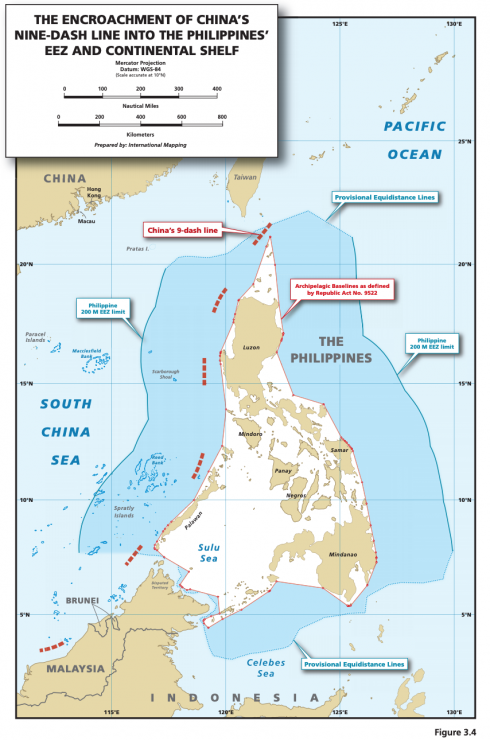 THE ENCROACHMENT OF CHINA'S
NINE-DASH LINE INTO THE PHILIPPINES'
EEZ AND CONTINENTAL SHELF
Mercator Projection
Datum: WGS-84
(Scale accurate at 10°N)
0 100 200 300 400
Nautical Miles
0 200 400 600 800
Kilometers
Prepared by: International Mapping
125°E
130°E
PACIFIC
OCEAN
25°N
25°N
CHINA
Taiwan
Hong
Kong
Macau
Provisional Equidistance Lines
China's 9-dash line
Pratas I.
20°N
20°N
Archipelagic Baselines as defined
by Republic Act No. 9522
Philippine
200 M EEZ limit
Paracel
Islands
Macclesfield
Bank
Luzon
THE
PHILIPPINES
Philippine
200 M EEZ limit
Scarborough
Shoal
15°N
15°N
SOUTH
CHINA
SEA
Mindoro
Samar
Reed
Bank
Panay
Negros
10°N
10°N
Spratly
Islands
Palawan
Sulu
Sea
Mindanao
Disputed
Territory
BRUNEI
5°N
5°N
MALAYSIA
Celebes
Sea
Provisional Equidistance Lines
INDONESIA
115°E
120°E
125°E
130°E
Figure 3.4